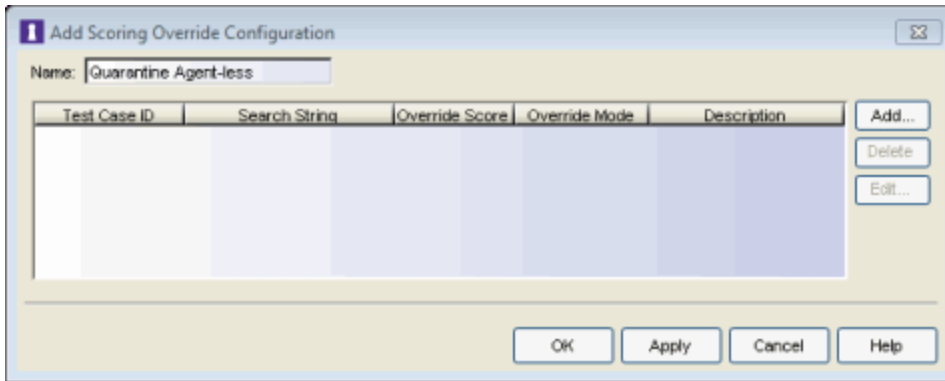 Add Scoring Override Configuration
Name: Quarantine Agent-less
Test Case ID Search String Override Score Override Mode Description
Add...
Delete
Edit...
OK Apply Cancel Help